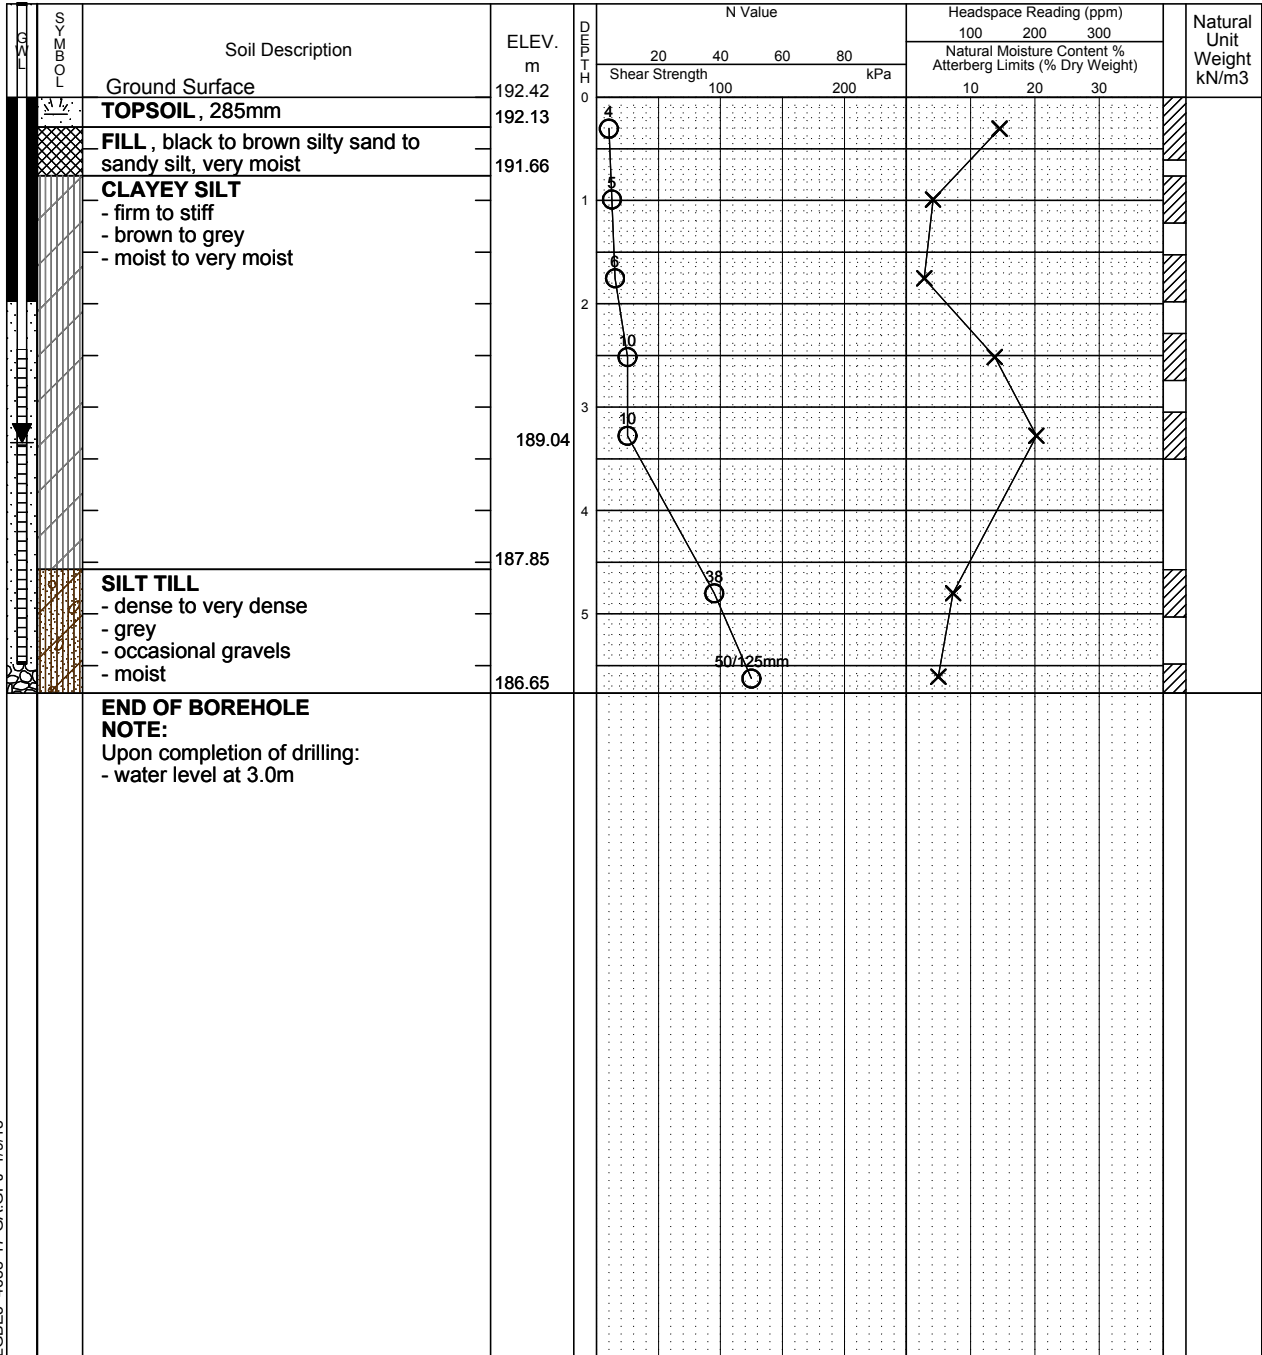 GWL
SYMBOL
Soil Description
Ground Surface
ELEV.
m
DEPTH
N Value
20 40 60 80
Shear Strength kPa
100 200
Headspace Reading (ppm)
100 200 300
Natural Moisture Content %
Atterberg Limits (% Dry Weight)
10 20 30
Natural
Unit
Weight
kN/m3
192.42
0
TOPSOIL, 285mm
192.13
4
FILL, black to brown silty sand to
sandy silt, very moist
191.66
CLAYEY SILT
- firm to stiff
- brown to grey
- moist to very moist
5
1
6
2
10
3
10
189.04
4
187.85
SILT TILL
- dense to very dense
- grey
- occasional gravels
- moist
38
5
50/125mm
186.65
END OF BOREHOLE
NOTE:
Upon completion of drilling:
- water level at 3.0m